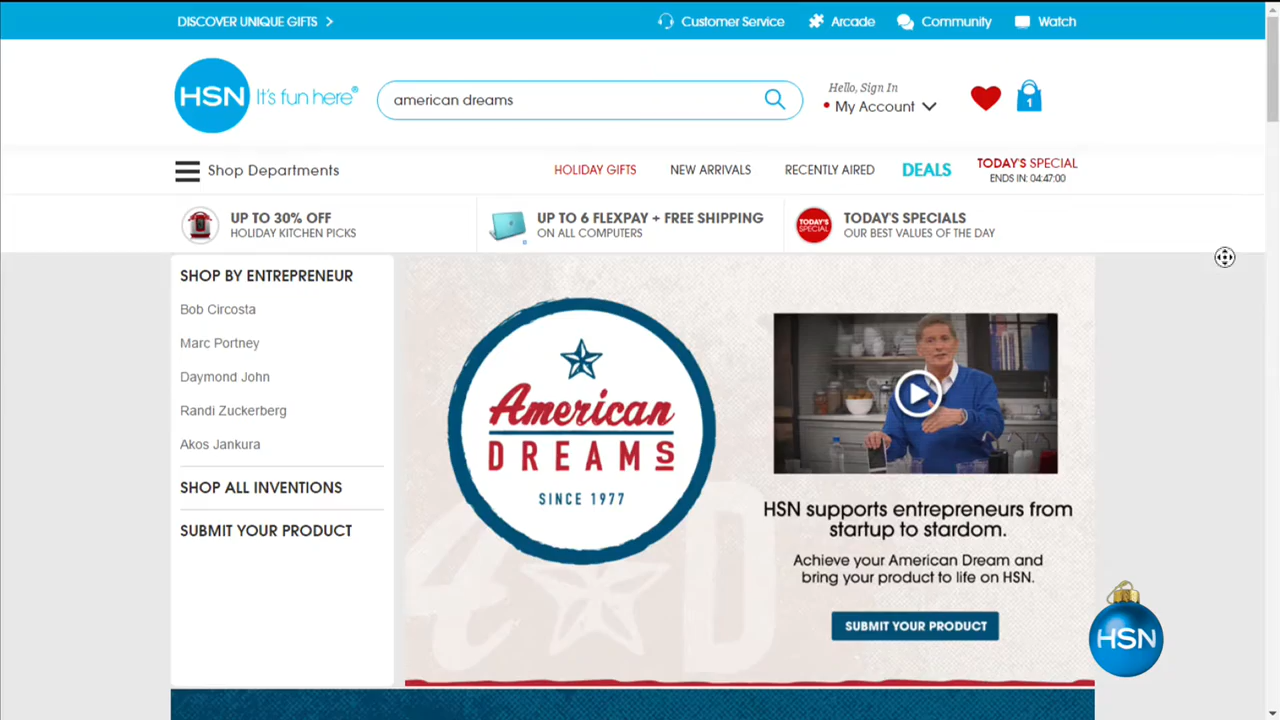 DISCOVER UNIQUE GIFTS
Customer Service
Arcade
Community
Watch
HSN It's fun here®
american dreams
Hello, Sign In
My Account
1
Shop Departments
HOLIDAY GIFTS
NEW ARRIVALS
RECENTLY AIRED
DEALS
TODAY'S SPECIAL
ENDS IN: 04:47:00
UP TO 30% OFF
HOLIDAY KITCHEN PICKS
UP TO 6 FLEXPAY + FREE SHIPPING
ON ALL COMPUTERS
TODAY'S
SPECIAL
TODAY'S SPECIALS
OUR BEST VALUES OF THE DAY
SHOP BY ENTREPRENEUR
Bob Circosta
Marc Portney
Daymond John
Randi Zuckerberg
Akos Jankura
SHOP ALL INVENTIONS
SUBMIT YOUR PRODUCT
American
DREAMS
SINCE 1977
HSN supports entrepreneurs from
startup to stardom.
Achieve your American Dream and
bring your product to life on HSN.
SUBMIT YOUR PRODUCT
HSN